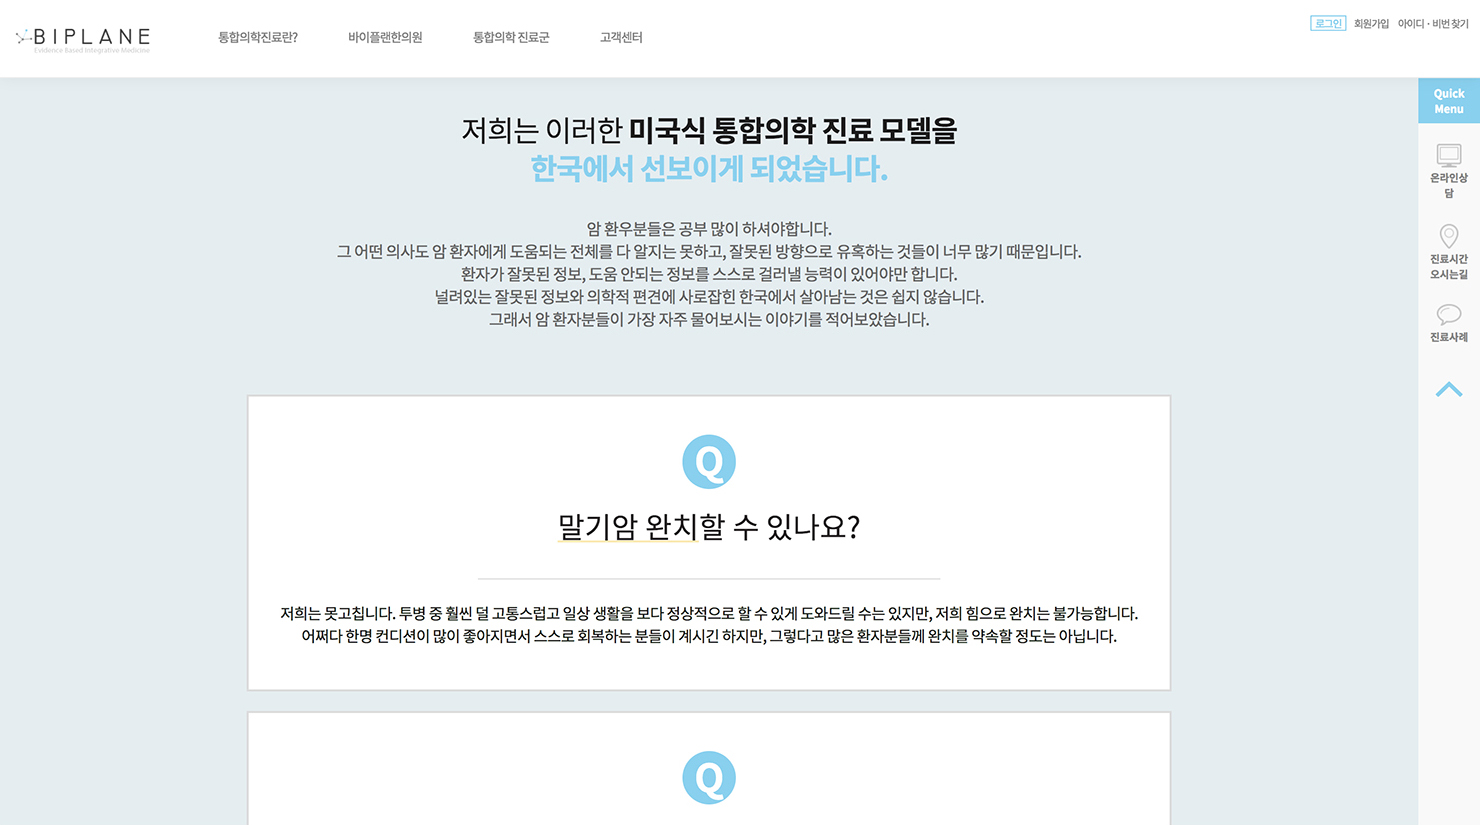 BIPLANE
Evidence Based Integrative Medicine
통합의학진료란?
바이플랜한의원
통합의학 진료군
고객센터
로그인
회원가입
아이디 · 비번 찾기
저희는 이러한 미국식 통합의학 진료 모델을
한국에서 선보이게 되었습니다.
암 환우분들은 공부 많이 하셔야합니다.
그 어떤 의사도 암 환자에게 도움되는 전체를 다 알지는 못하고, 잘못된 방향으로 유혹하는 것들이 너무 많기 때문입니다.
환자가 잘못된 정보, 도움 안되는 정보를 스스로 걸러낼 능력이 있어야만 합니다.
널려있는 잘못된 정보와 의학적 편견에 사로잡힌 한국에서 살아남는 것은 쉽지 않습니다.
그래서 암 환자분들이 가장 자주 물어보시는 이야기를 적어보았습니다.
Q
말기암 완치할 수 있나요?
저희는 못고칩니다. 투병 중 훨씬 덜 고통스럽고 일상 생활을 보다 정상적으로 할 수 있게 도와드릴 수는 있지만, 저희 힘으로 완치는 불가능합니다.
어쩌다 한명 컨디션이 많이 좋아지면서 스스로 회복하는 분들이 계시긴 하지만, 그렇다고 많은 환자분들께 완치를 약속할 정도는 아닙니다.
Q
Quick
Menu
온라인상
담
진료시간
오시는길
진료사례